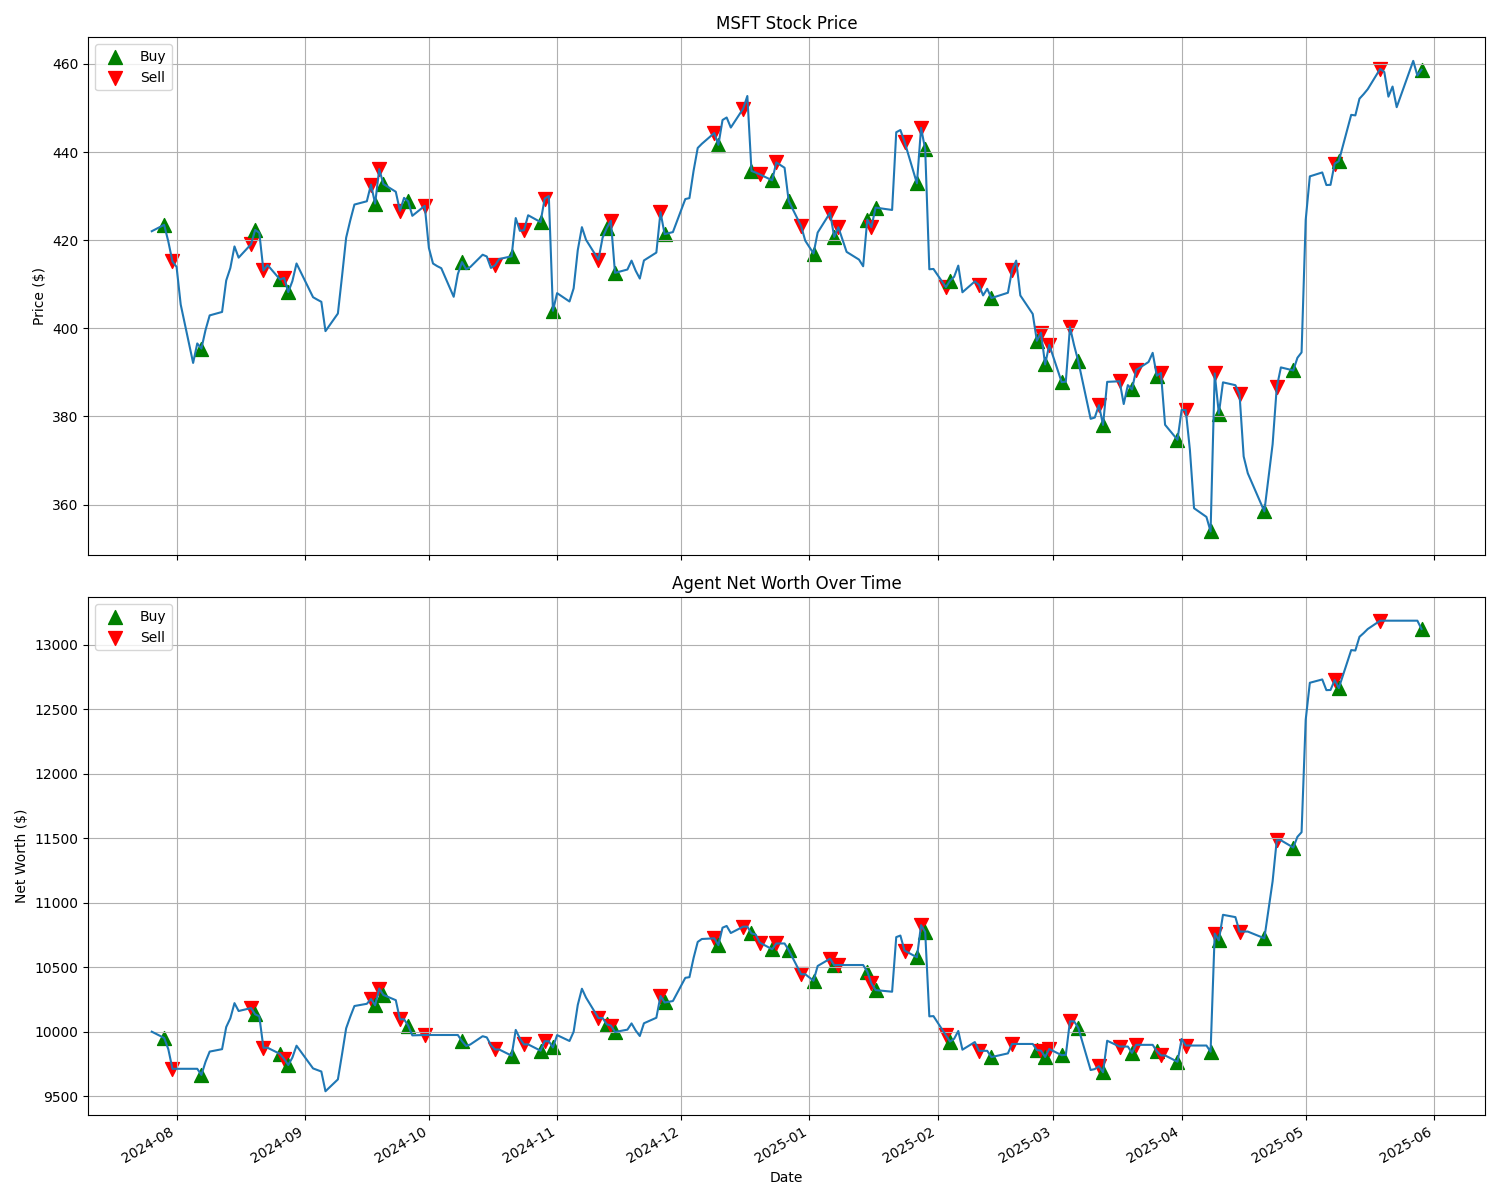 MSFT Stock Price
Buy
Sell
460
440
420
400
380
360
Price ($)
Agent Net Worth Over Time
Buy
Sell
13000
12500
12000
11500
11000
10500
10000
9500
Net Worth ($)
2024-08
2024-09
2024-10
2024-11
2024-12
2025-01
2025-02
2025-03
2025-04
2025-05
2025-06
Date